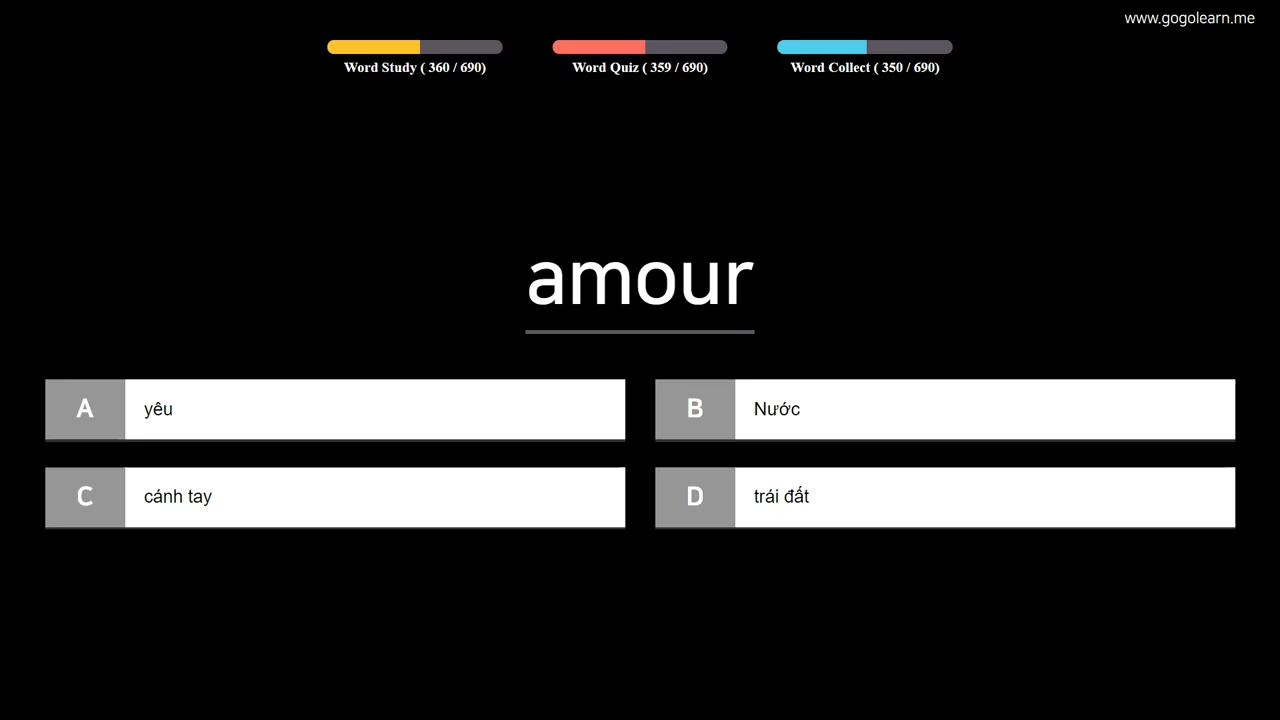 www.gogolearn.me
Word Study ( 360 / 690)
Word Quiz ( 359 / 690)
Word Collect ( 350 / 690)
amour
A yêu
B Nước
C cánh tay
D trái đất